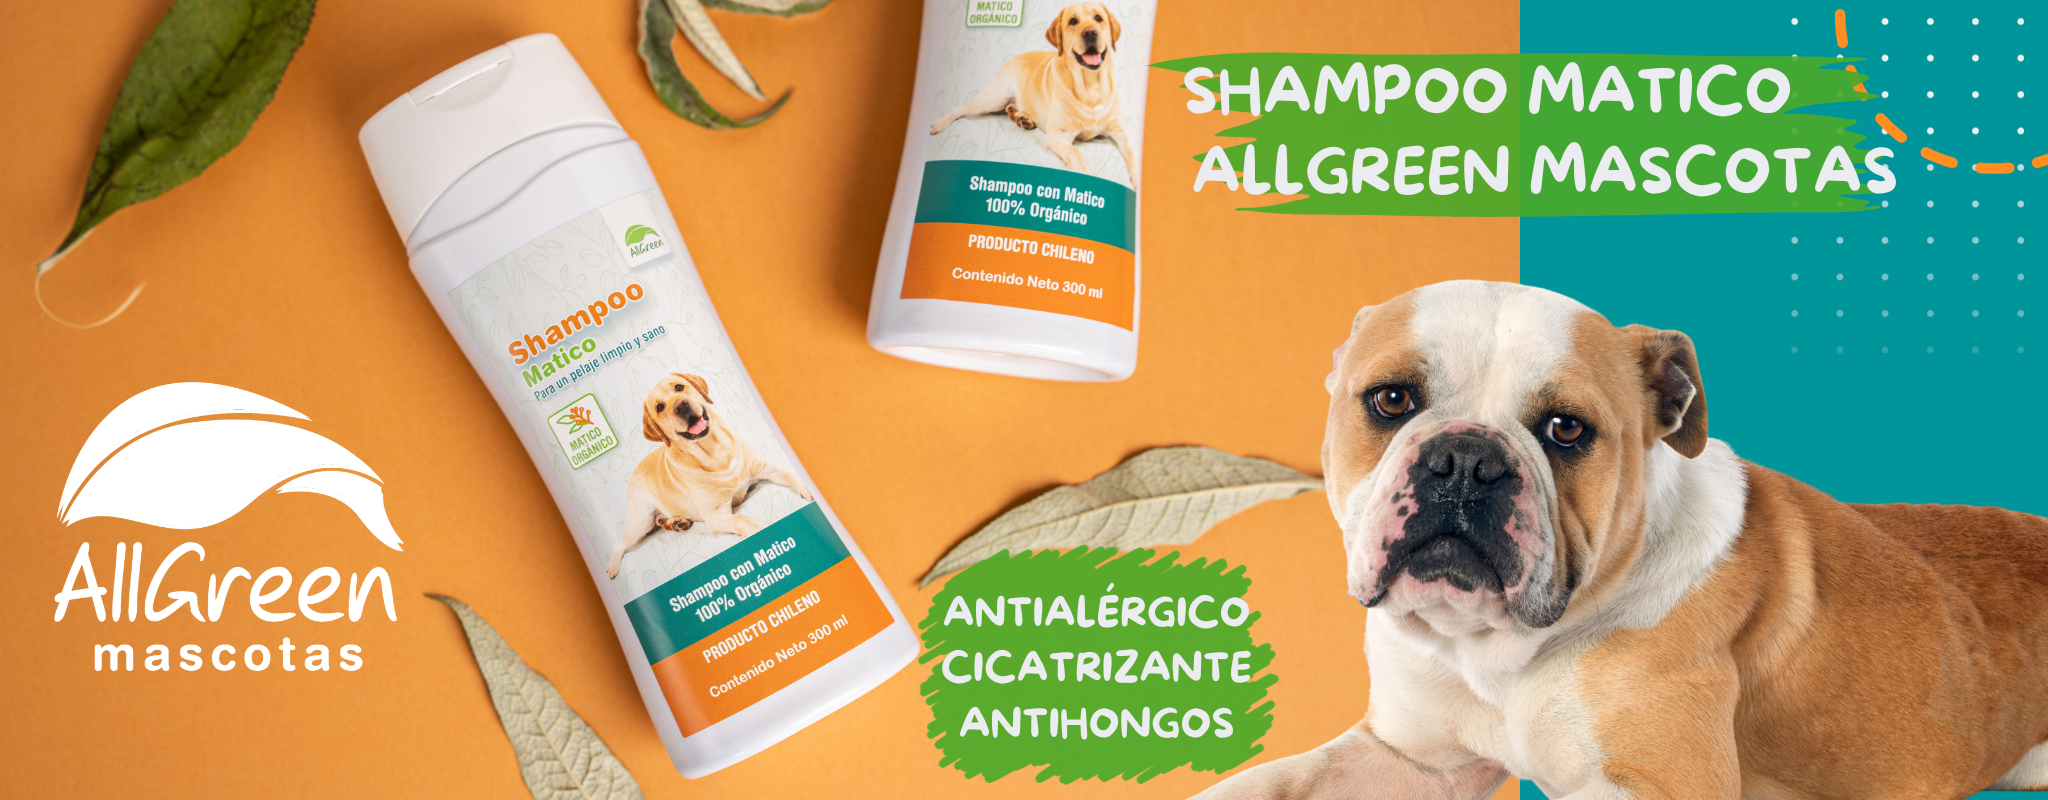 SHAMPOO MATICO
ALLGREEN MASCOTAS
MATICO
ORGÁNICO
Shampoo con Matico
100% Orgánico
PRODUCTO CHILENO
Contenido Neto 300 ml
AllGreen
Shampoo
Matico
Para un pelaje limpio y sano
MATICO
ORGÁNICO
Shampoo con Matico
100% Orgánico
PRODUCTO CHILENO
Contenido Neto 300 ml
AllGreen
mascotas
ANTIALÉRGICO
CICATRIZANTE
ANTIHONGOS